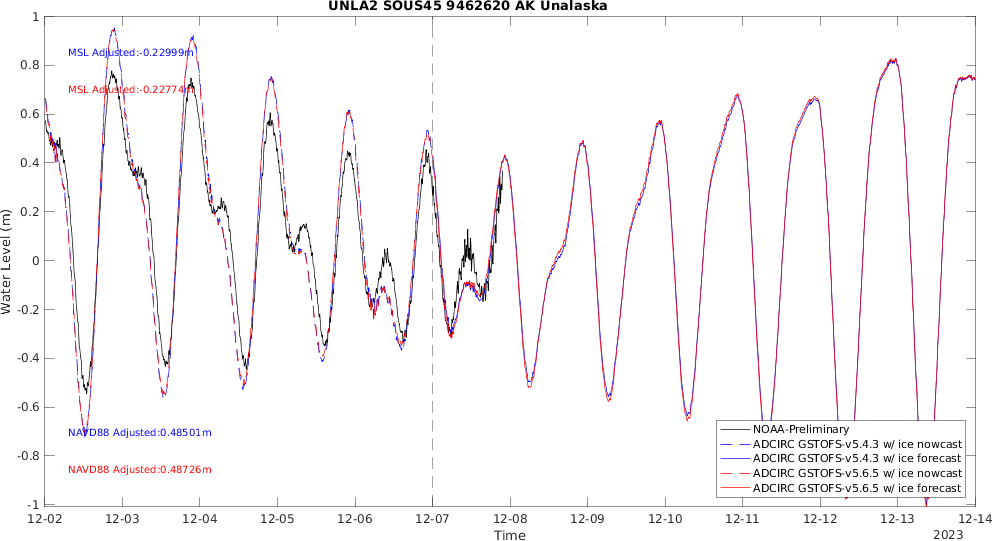 UNLA2 SOUS45 9462620 AK Unalaska
1
0.8
0.6
0.4
0.2
0
-0.2
-0.4
-0.6
-0.8
-1
Water Level (m)
MSL Adjusted:-0.22999m
MSL Adjusted:-0.22774m
NAVD88 Adjusted:0.48501m
NAVD88 Adjusted:0.48726m
NOAA-Preliminary
ADCIRC GSTOFS-v5.4.3 w/ ice nowcast
ADCIRC GSTOFS-v5.4.3 w/ ice forecast
ADCIRC GSTOFS-v5.6.5 w/ ice nowcast
ADCIRC GSTOFS-v5.6.5 w/ ice forecast
12-02 12-03 12-04 12-05 12-06 12-07 12-08 12-09 12-10 12-11 12-12 12-13 12-14
Time
2023